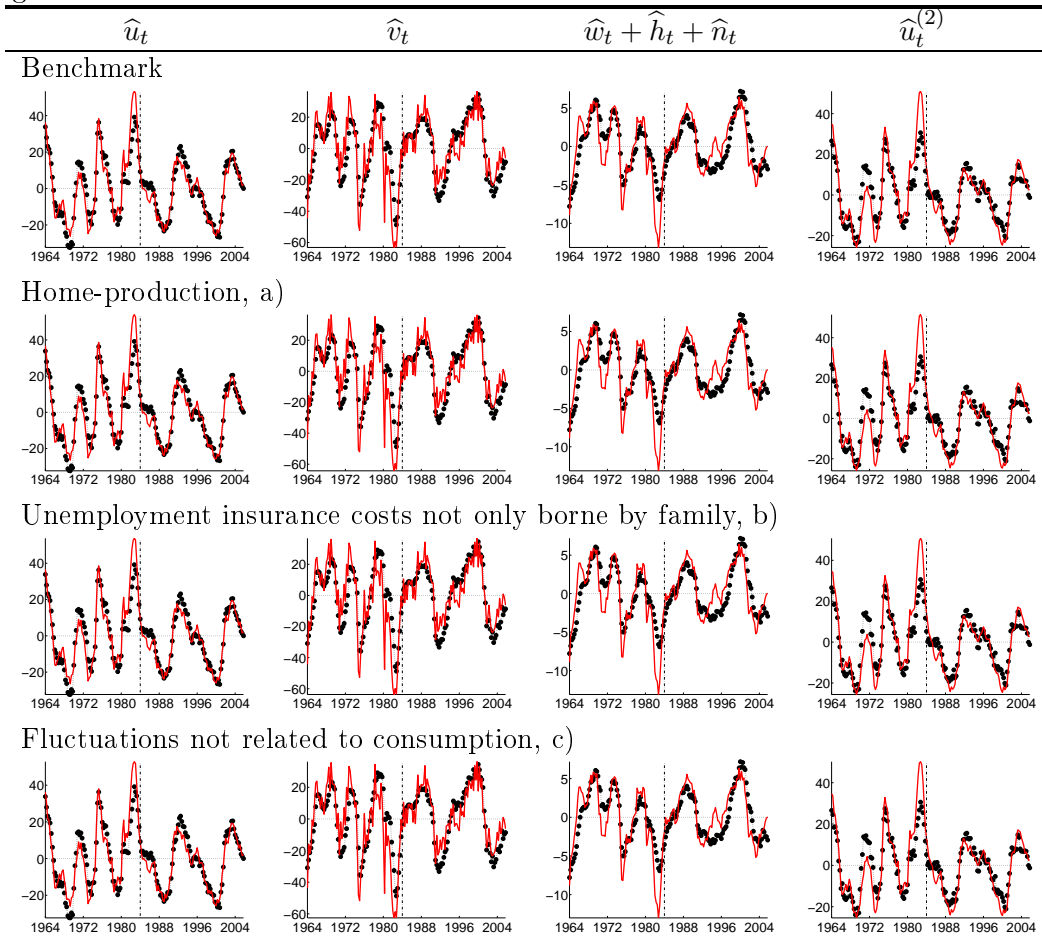 û_t v̂_t ŵ_t + ĥ_t + n̂_t û_t^(2)
Benchmark
40 20 0 −20 1964 1972 1980 1988 1996 2004
20 0 −20 −40 −60 1964 1972 1980 1988 1996 2004
5 0 −5 −10 1964 1972 1980 1988 1996 2004
40 20 0 −20 1964 1972 1980 1988 1996 2004
Home-production, a)
40 20 0 −20 1964 1972 1980 1988 1996 2004
20 0 −20 −40 −60 1964 1972 1980 1988 1996 2004
5 0 −5 −10 1964 1972 1980 1988 1996 2004
40 20 0 −20 1964 1972 1980 1988 1996 2004
Unemployment insurance costs not only borne by family, b)
40 20 0 −20 1964 1972 1980 1988 1996 2004
20 0 −20 −40 −60 1964 1972 1980 1988 1996 2004
5 0 −5 −10 1964 1972 1980 1988 1996 2004
40 20 0 −20 1964 1972 1980 1988 1996 2004
Fluctuations not related to consumption, c)
40 20 0 −20 1964 1972 1980 1988 1996 2004
20 0 −20 −40 −60 1964 1972 1980 1988 1996 2004
5 0 −5 −10 1964 1972 1980 1988 1996 2004
40 20 0 −20 1964 1972 1980 1988 1996 2004